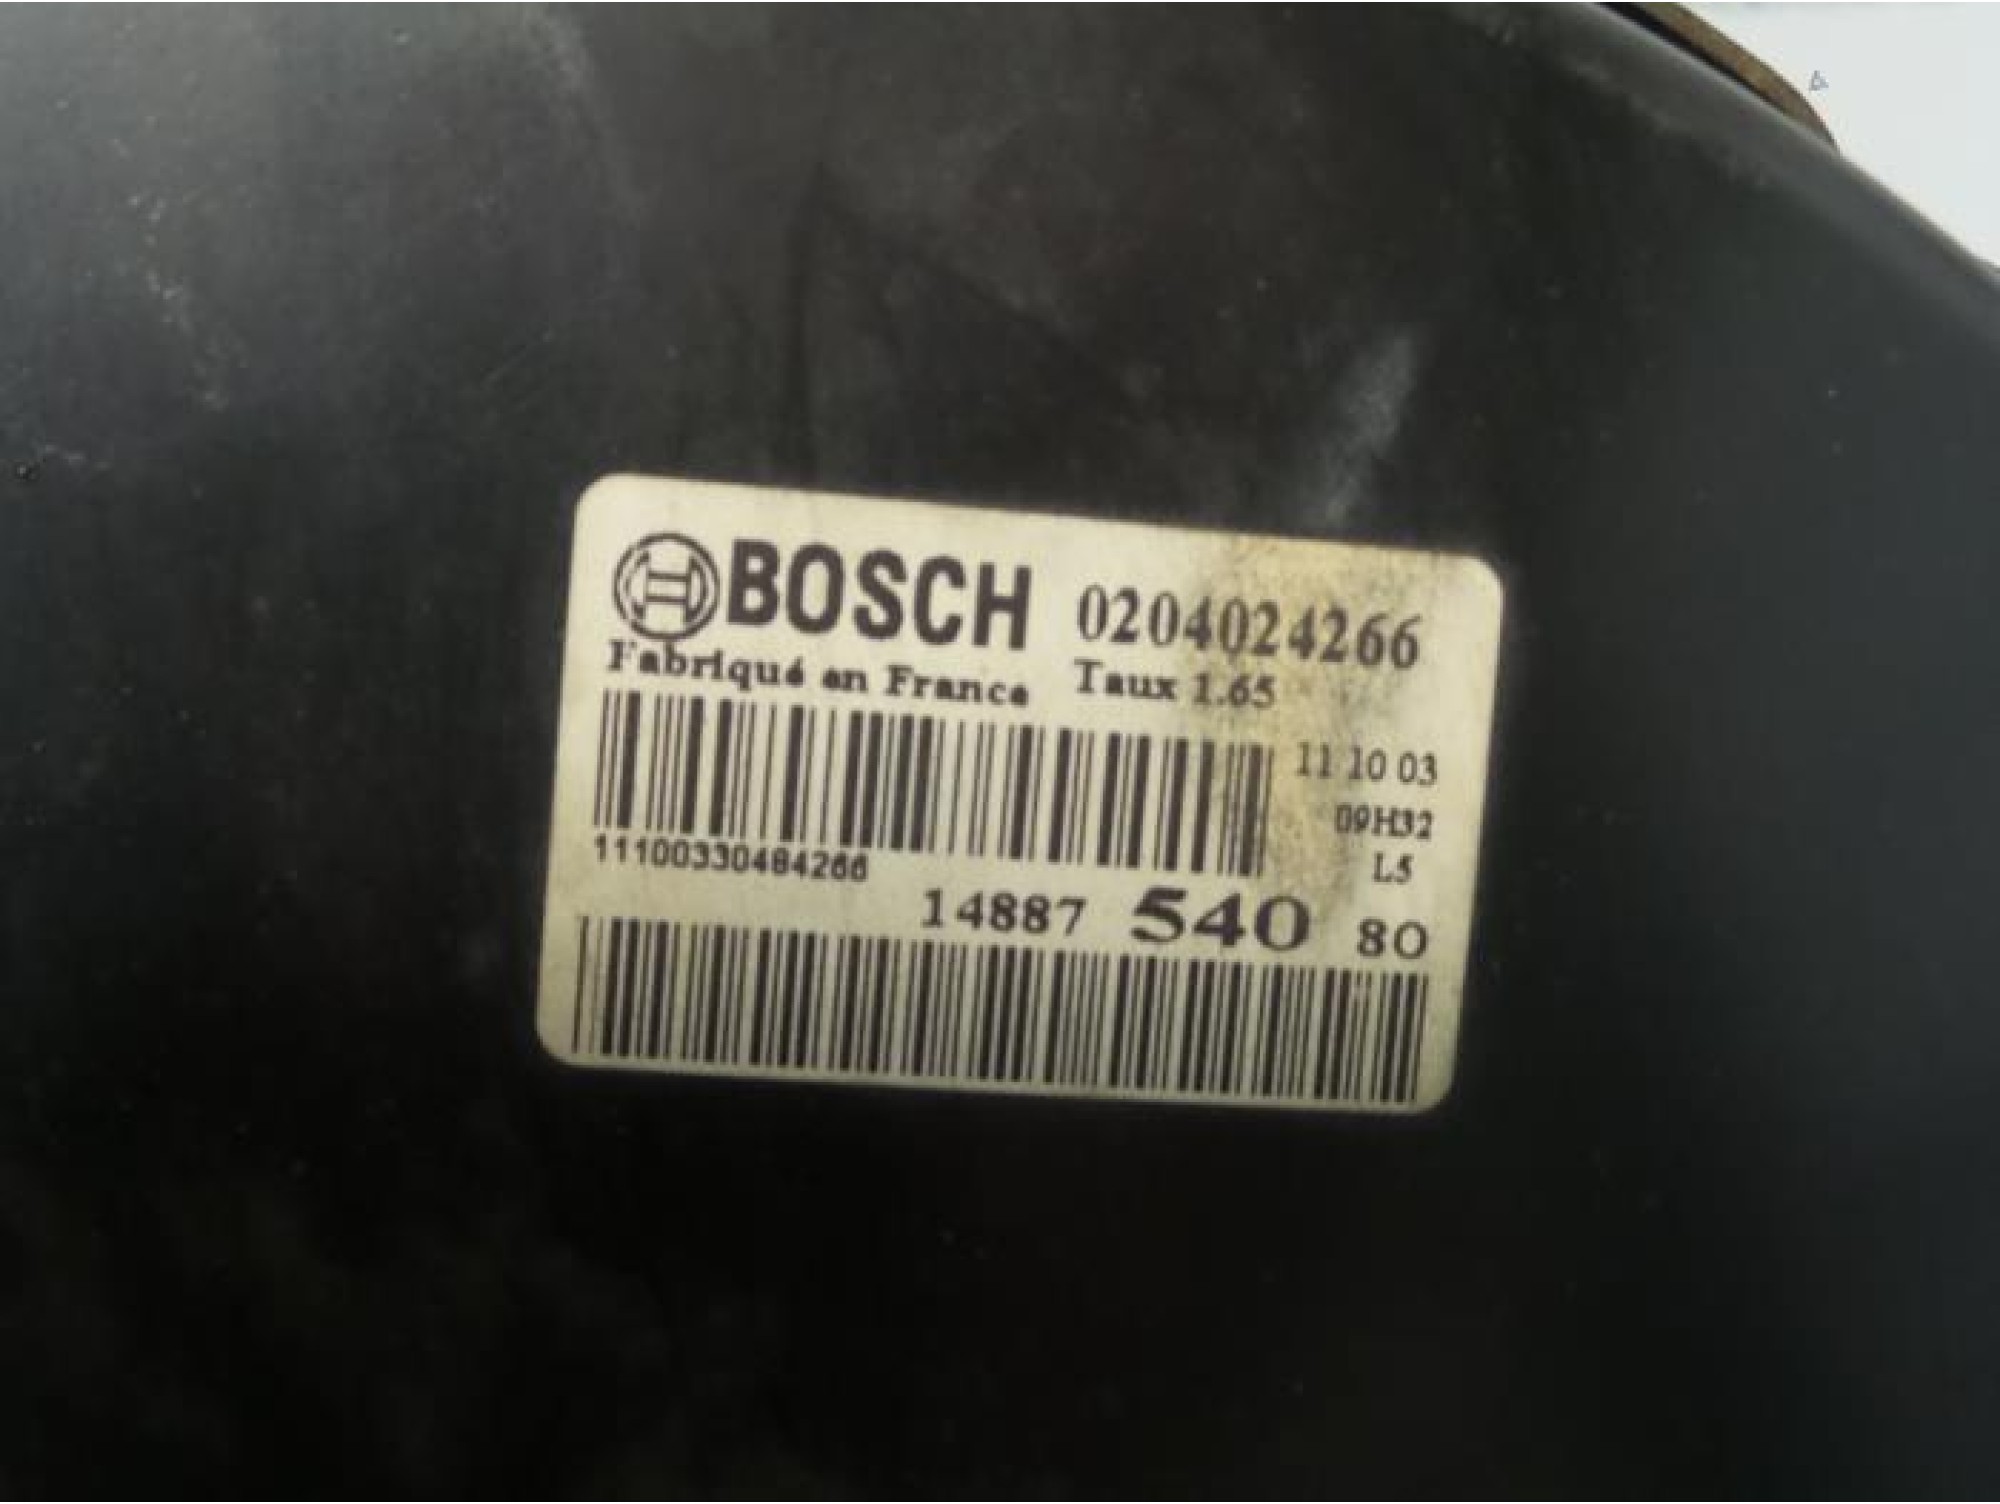 BOSCH 0204024266
Fabriqué en France Taux 1.65
11 10 03
09H32
L5
11100330484266
14887 540 80